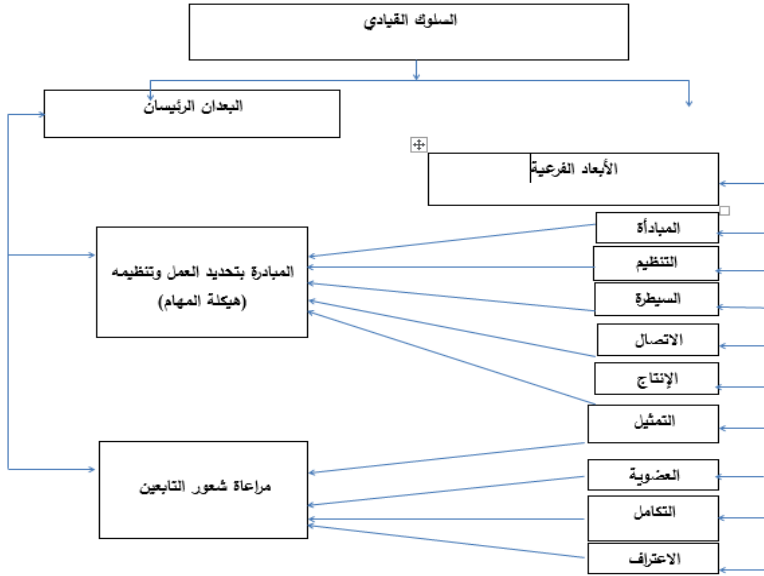 السلوك القيادي
البعدان الرئيسان
الأبعاد الفرعية
المبادأة
التنظيم
السيطرة
الاتصال
الإنتاج
التمثيل
العضوية
التكامل
الاعتراف
المبادرة بتحديد العمل وتنظيمه
(هيكلة المهام)
مراعاة شعور التابعين